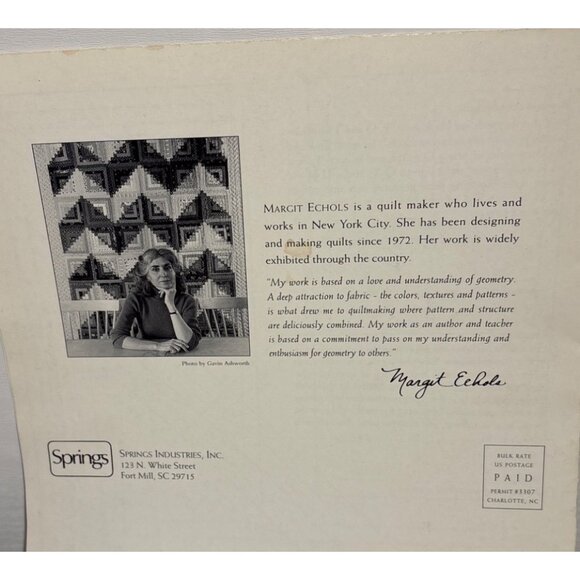 MARGIT ECHOLS is a quilt maker who lives and
works in New York City. She has been designing
and making quilts since 1972. Her work is widely
exhibited through the country.
"My work is based on a love and understanding of geometry.
A deep attraction to fabric - the colors, textures and patterns -
is what drew me to quiltmaking where pattern and structure
are deliciously combined. My work as an author and teacher
is based on a commitment to pass on my understanding and
enthusiasm for geometry to others."
Photo by Gavin Ashworth
Margit Echols
Springs
SPRINGS INDUSTRIES, INC.
123 N. White Street
Fort Mill, SC 29715
BULK RATE
US POSTAGE
PAID
PERMIT #3307
CHARLOTTE, NC